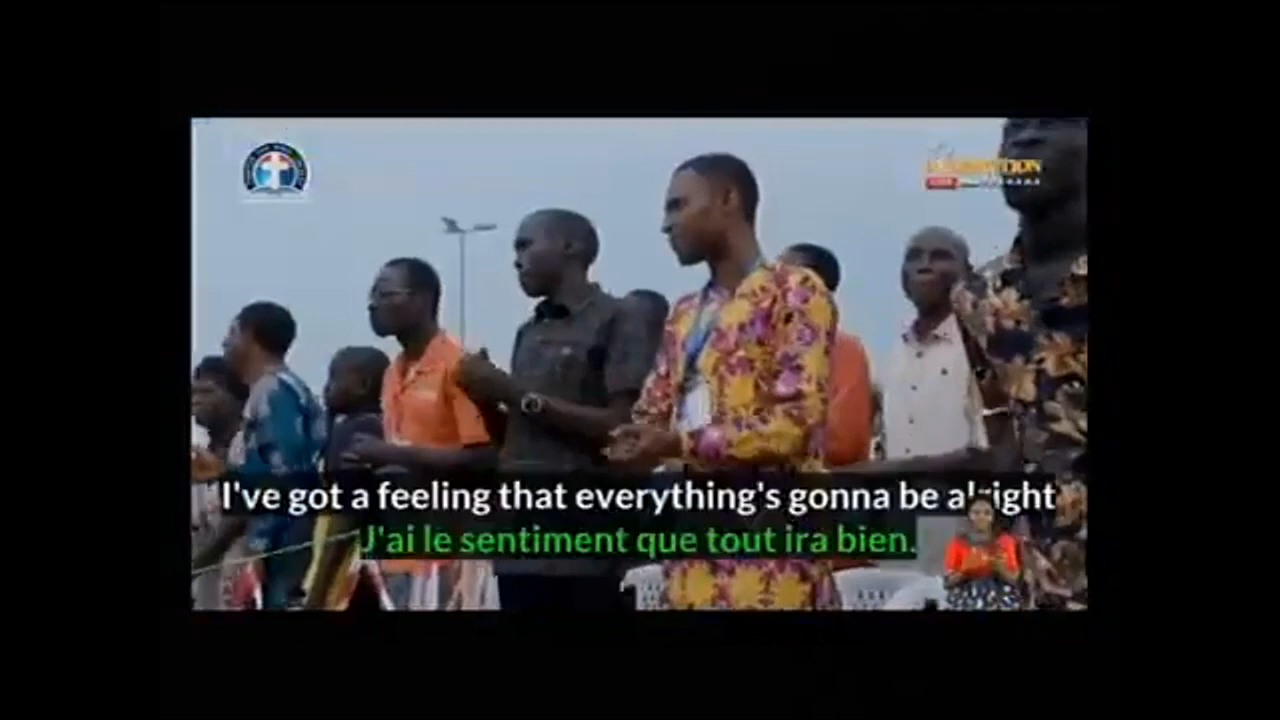 I've got a feeling that everything's gonna be alright
J'ai le sentiment que tout ira bien.